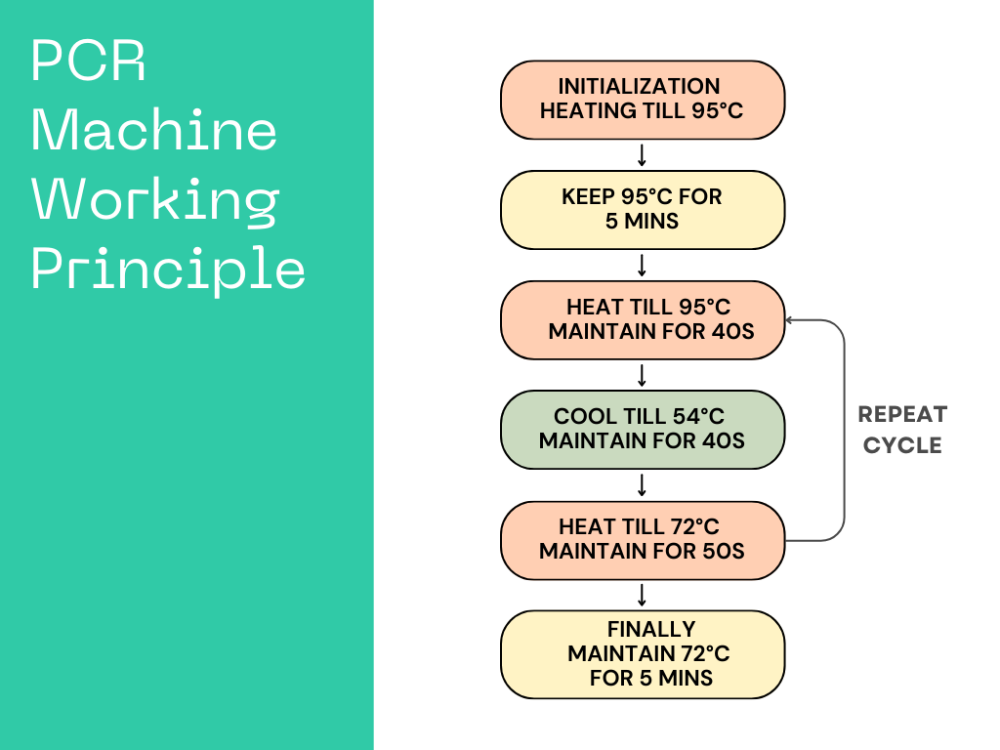 PCR
Machine
Working
Principle
INITIALIZATION
HEATING TILL 95°C
KEEP 95°C FOR
5 MINS
HEAT TILL 95°C
MAINTAIN FOR 40S
COOL TILL 54°C
MAINTAIN FOR 40S
HEAT TILL 72°C
MAINTAIN FOR 50S
REPEAT
CYCLE
FINALLY
MAINTAIN 72°C
FOR 5 MINS